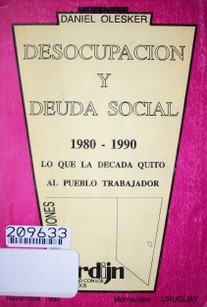 DANIEL OLESKER
DESOCUPACION
Y
DEUDA SOCIAL
1980 - 1990
LO QUE LA DECADA QUITO
AL PUEBLO TRABAJADOR
209633
Noviembre 1990
Montevideo URUGUAY